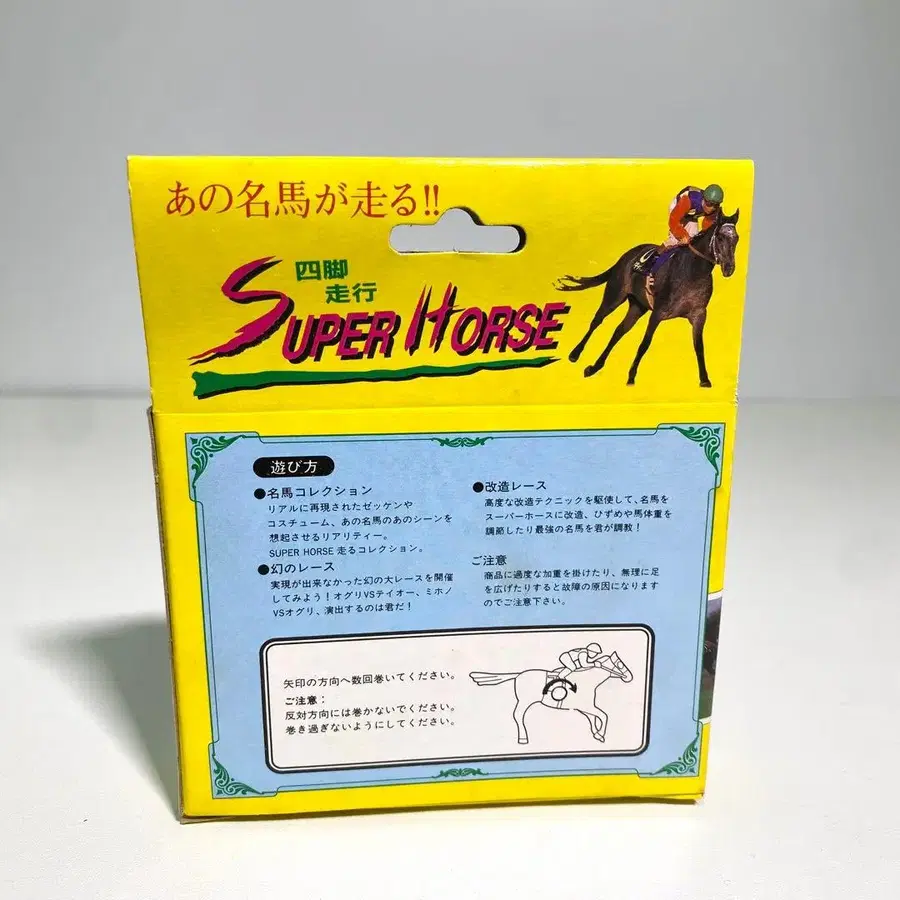 あの名馬が走る!!
四脚
走行
SUPER HORSE
遊び方
●名馬コレクション
リアルに再現されたゼッケンや
コスチューム、あの名馬のあのシーンを
想起させるリアリティー。
SUPER HORSE 走るコレクション。
●幻のレース
実現が出来なかった幻の大レースを開催
してみよう！オグリVSテイオー、ミホノ
VSオグリ、演出するのは君だ！
●改造レース
高度な改造テクニックを駆使して、名馬を
スーパーホースに改造、ひずめや馬体重を
調節したり最強の名馬を君が調教！
ご注意
商品に過度な加重を掛けたり、無理に足
を広げたりすると故障の原因になります
のでご注意下さい。
矢印の方向へ数回巻いてください。
ご注意：
反対方向には巻かないでください。
巻き過ぎないようにしてください。